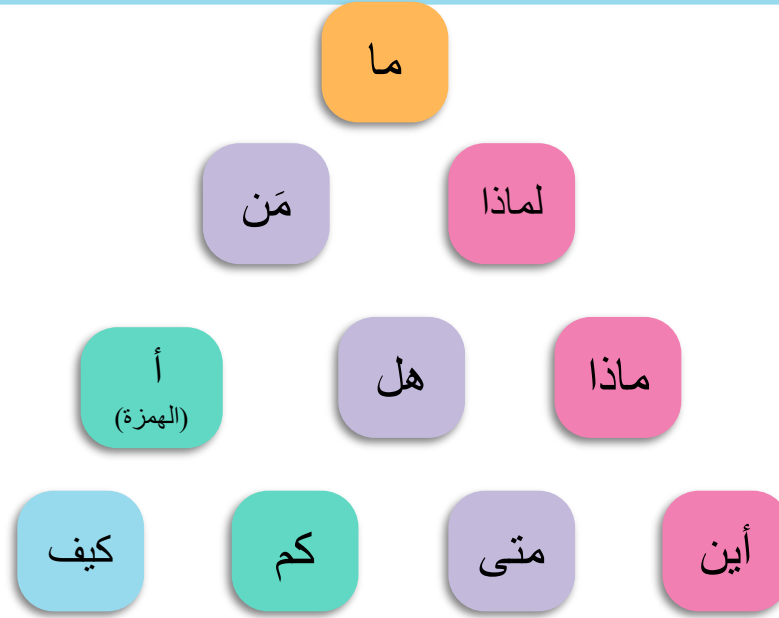 ما
لماذا
مَن
ماذا
هل
أ
(الهمزة)
أين
متى
كم
كيف